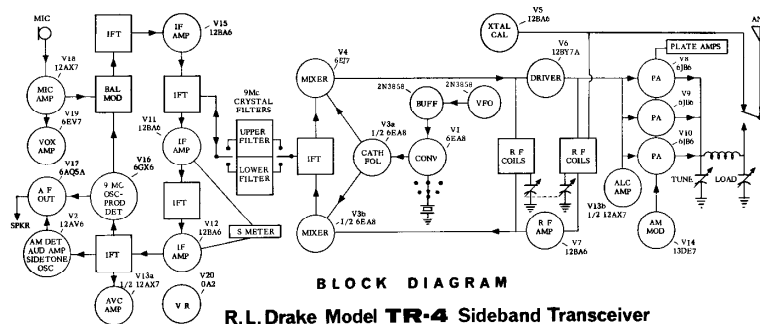 MIC
V18
12AX7
MIC
AMP
V19
6EV7
VOX
AMP
V17
6AQ5A
A F
OUT
SPKR
V2
12AV6
AM DET
AUD AMP
SIDETONE
OSC
IFT
BAL
MOD
V16
6GX6
9 MC
OSC-
PROD
DET
IFT
V13a
1/2 12AX7
AVC
AMP
V15
12BA6
IF
AMP
IFT
V11
12BA6
IF
AMP
IFT
V12
12BA6
IF
AMP
V20
0A2
V R
S METER
9Mc
CRYSTAL
FILTERS
UPPER
FILTER
LOWER
FILTER
IFT
V4
6EJ7
MIXER
V3a
1/2 6EA8
CATH
FOL
MIXER
V3b
1/2 6EA8
2N3858
BUFF
2N3858
VFO
V1
6EA8
CONV
V5
12BA6
XTAL
CAL
V6
12BY7A
DRIVER
R F
COILS
R F
COILS
R F
AMP
V7
12BA6
V13b
1/2 12AX7
ALC
AMP
PLATE AMPS
V8
6JB6
PA
V9
6JB6
PA
V10
6JB6
PA
AM
MOD
V14
13DE7
TUNE
LOAD
BLOCK DIAGRAM
R.L.Drake Model TR-4 Sideband Transceiver